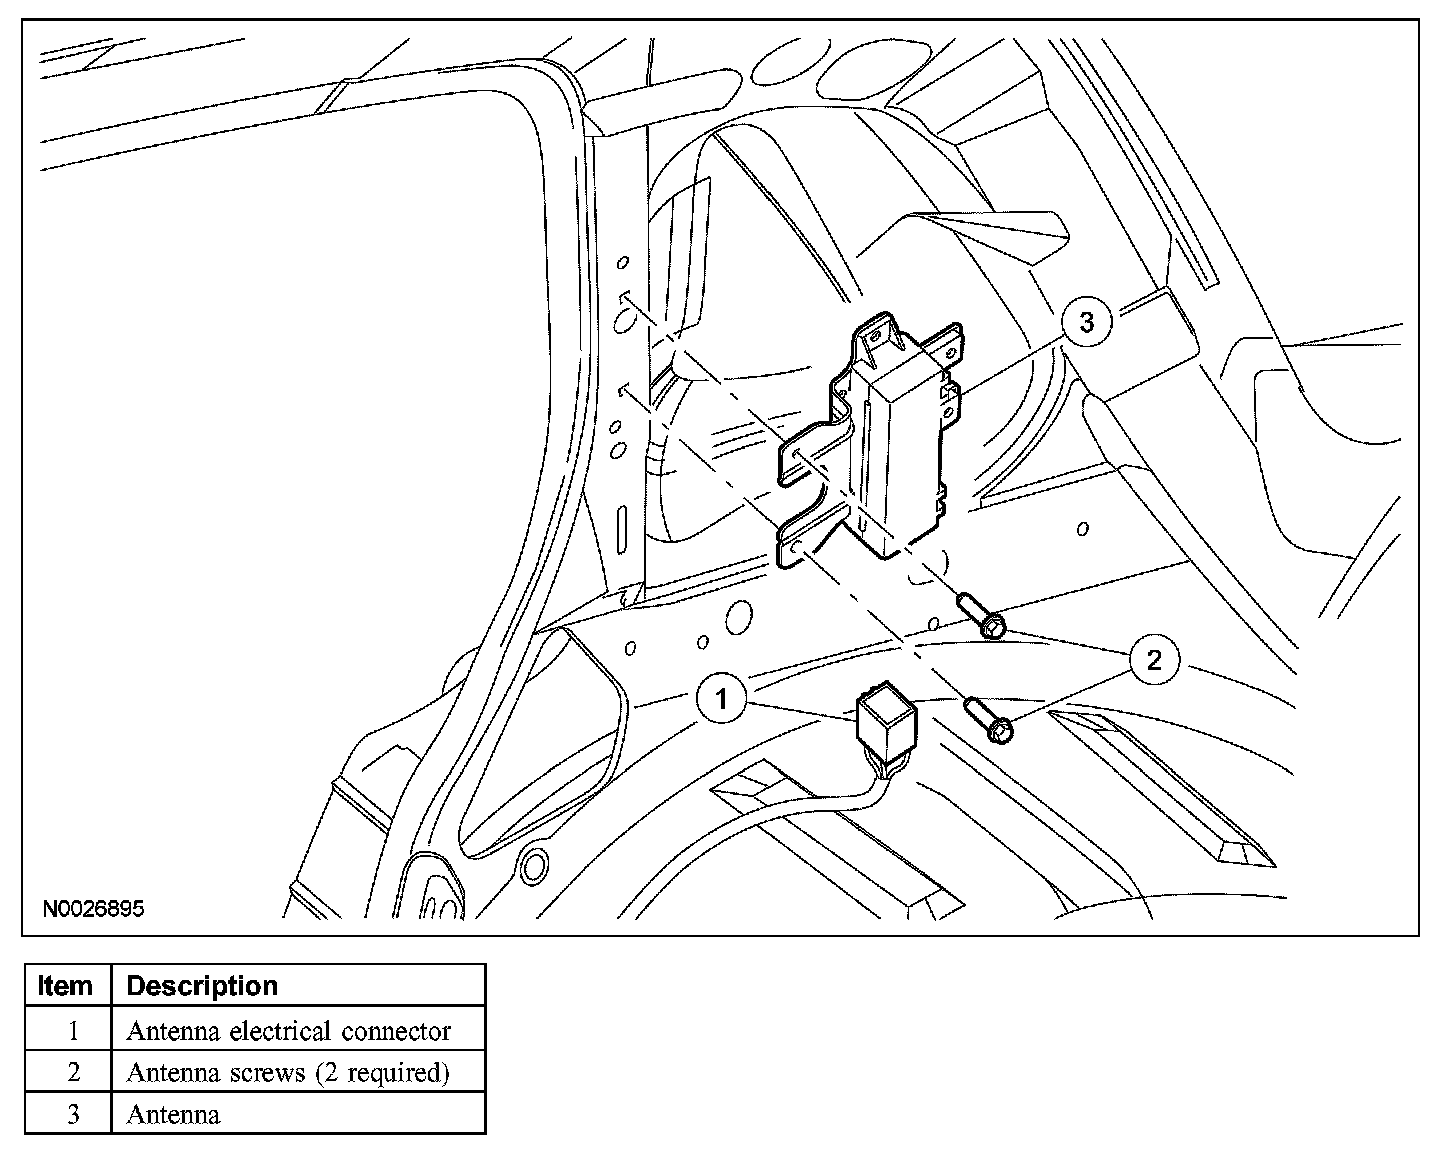 3
2
1
N0026895
Item Description
1 Antenna electrical connector
2 Antenna screws (2 required)
3 Antenna